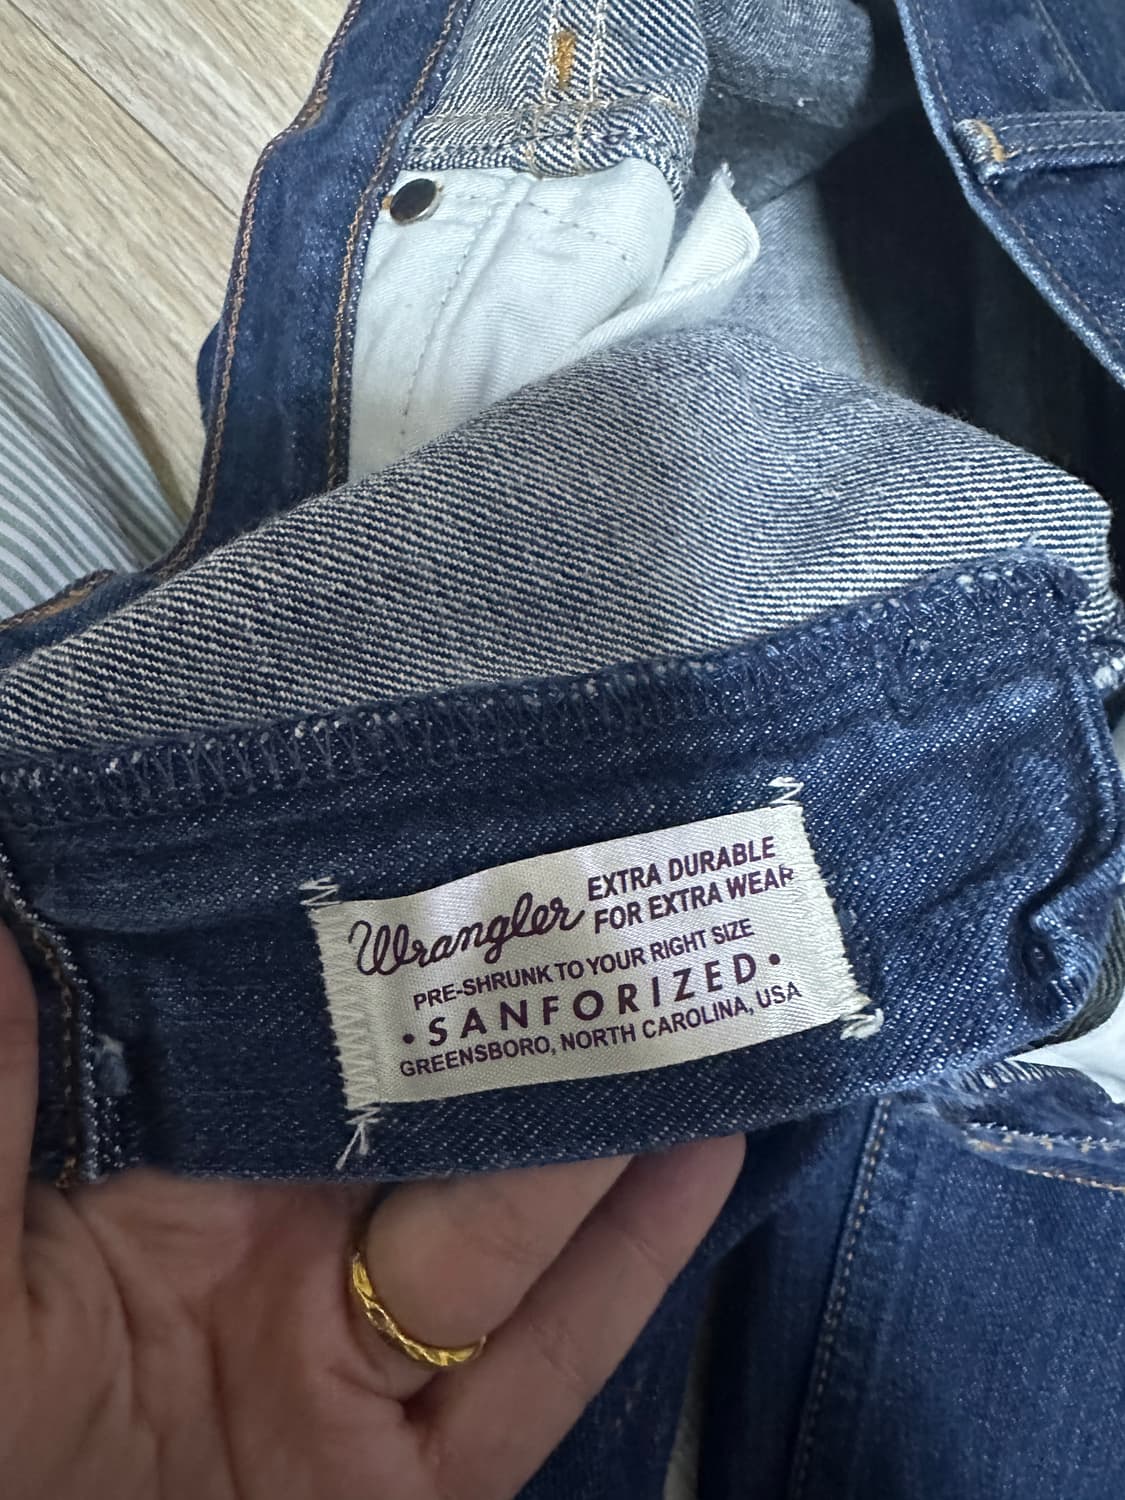 Wrangler EXTRA DURABLE
FOR EXTRA WEAR
PRE-SHRUNK TO YOUR RIGHT SIZE
• SANFORIZED •
GREENSBORO, NORTH CAROLINA, USA